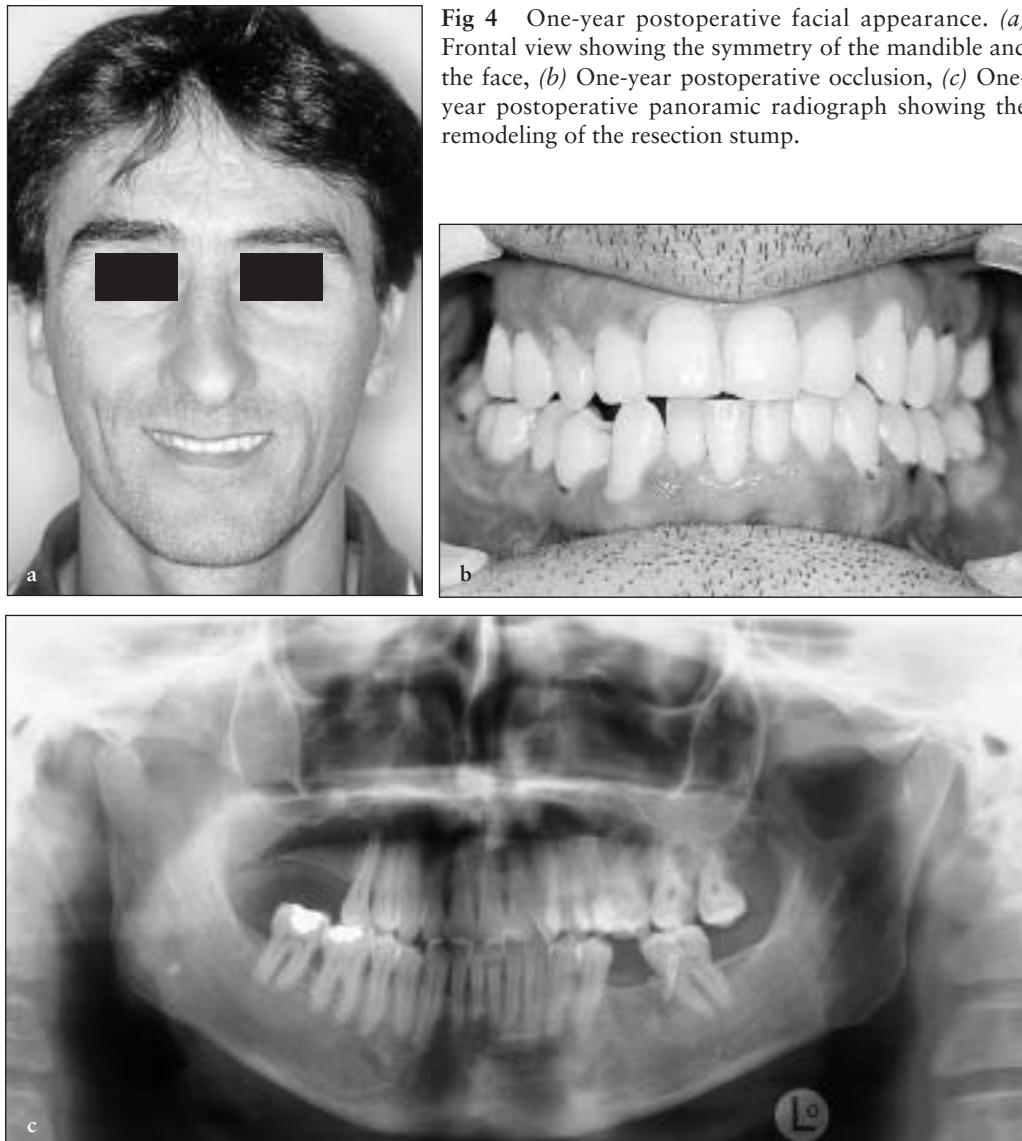 Fig 4 One-year postoperative facial appearance. (a)
Frontal view showing the symmetry of the mandible and
the face, (b) One-year postoperative occlusion, (c) One-
year postoperative panoramic radiograph showing the
remodeling of the resection stump.
a
b
c
L